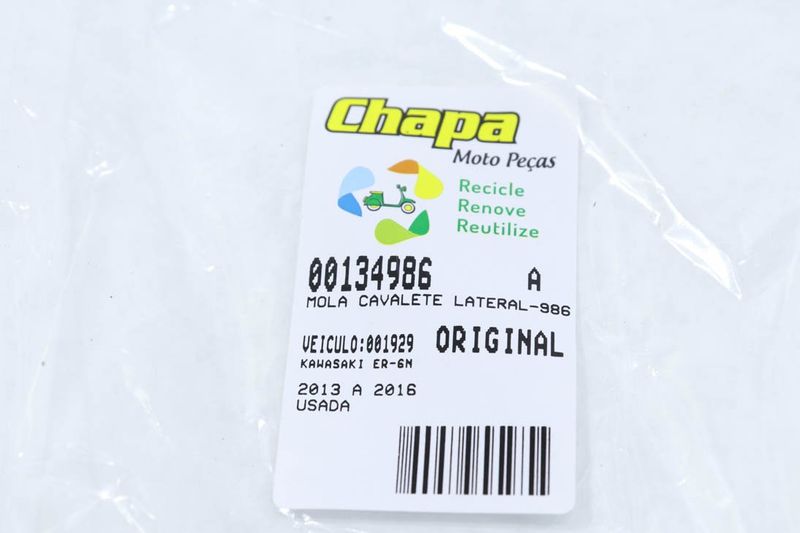 Chapa
Moto Peças
Recicle
Renove
Reutilize
00134986 A
MOLA CAVALETE LATERAL-986
VEICULO:001929 ORIGINAL
KAWASAKI ER-6N
2013 A 2016
USADA